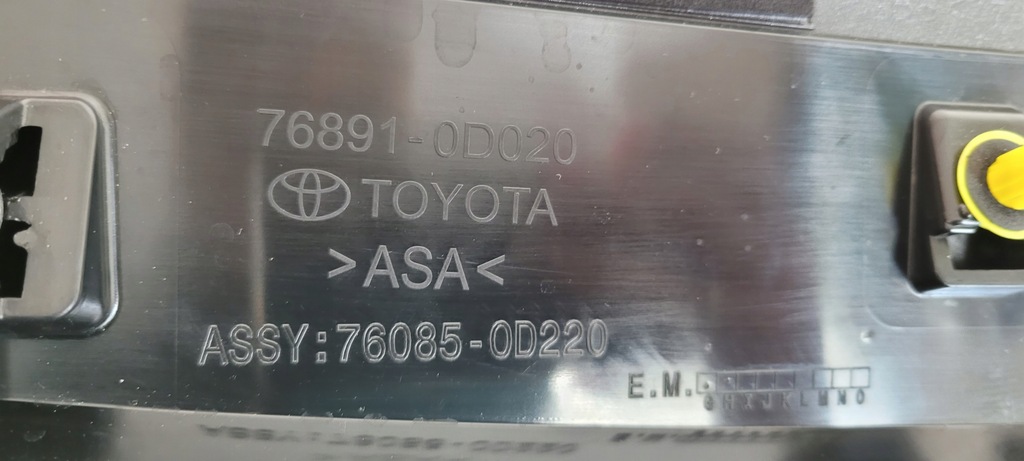 76891-0D020
TOYOTA
>ASA<
ASSY:76085-0D220
E.M.